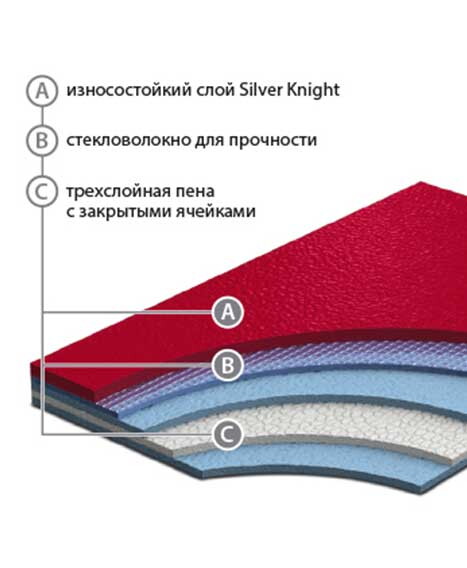 A износостойкий слой Silver Knight
B стекловолокно для прочности
C трехслойная пена
с закрытыми ячейками
A
B
C